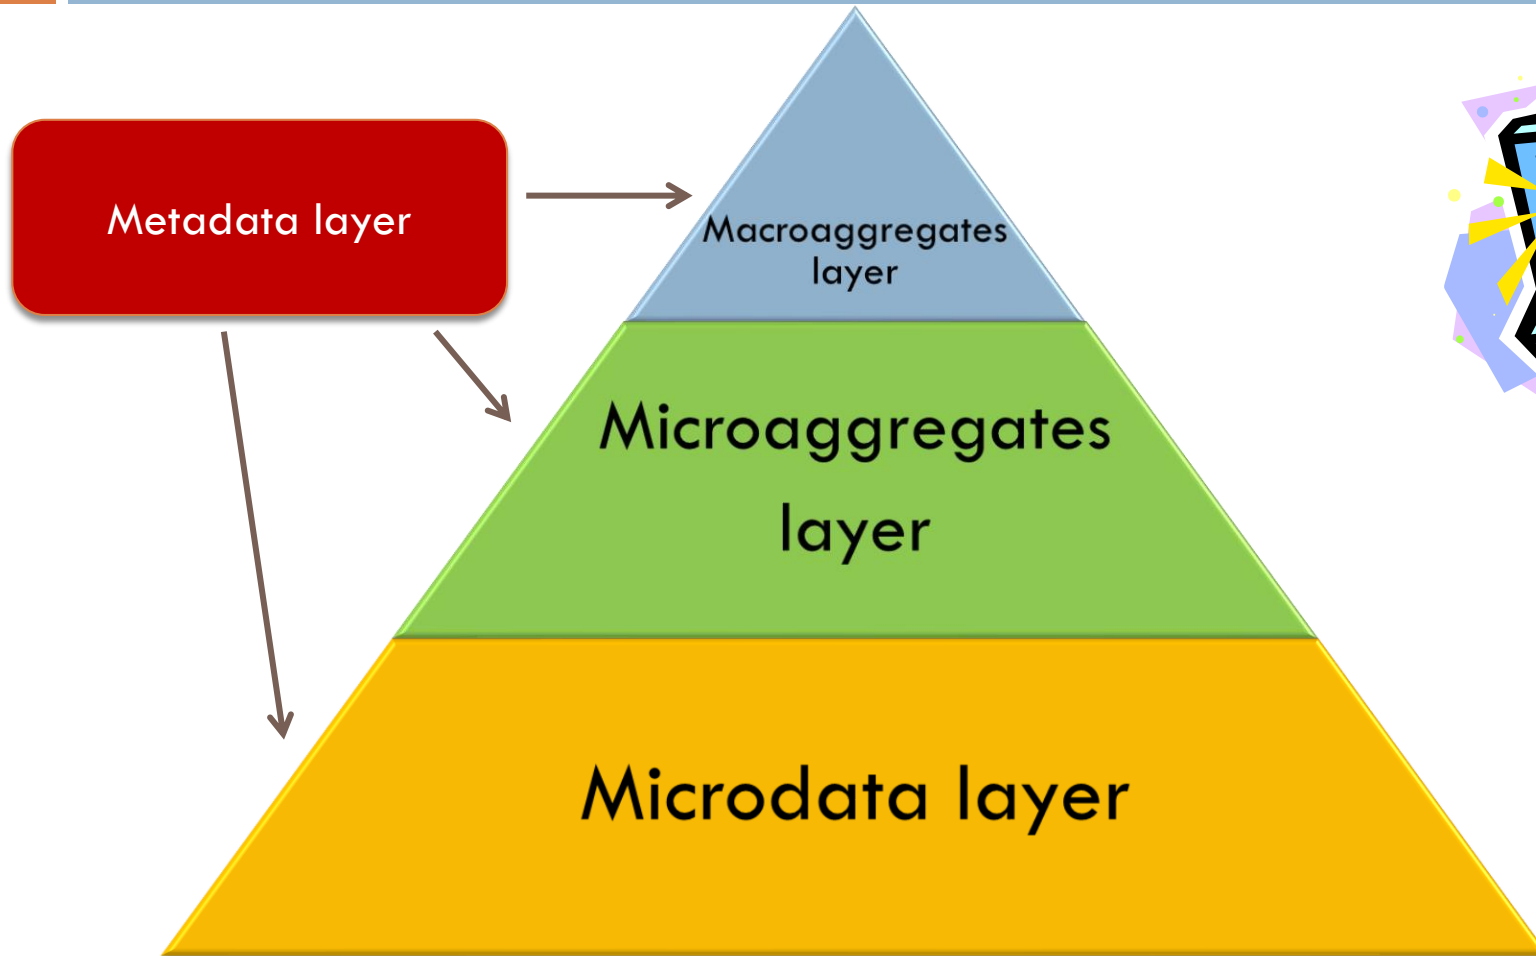 Metadata layer
Macroaggregates
layer
Microaggregates
layer
Microdata layer